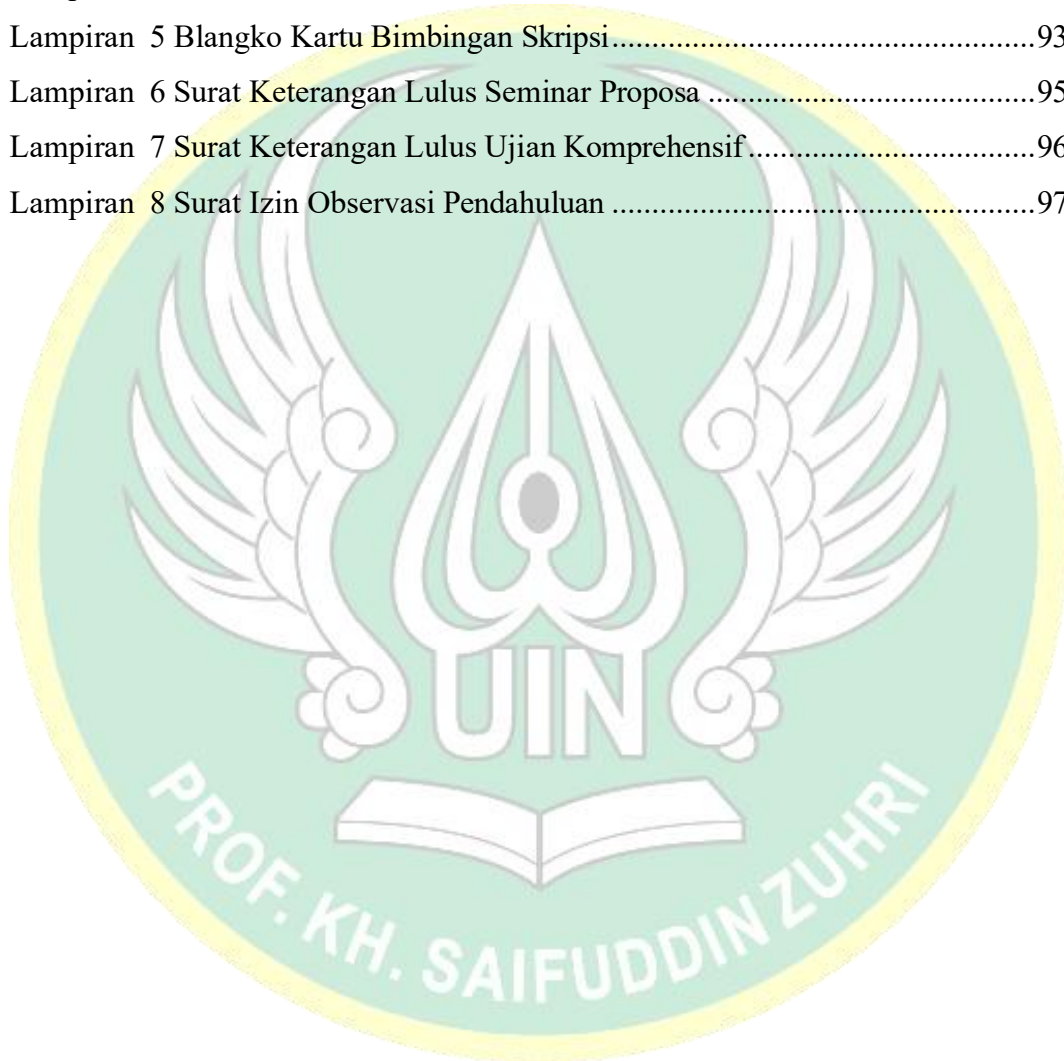 Lampiran 5 Blangko Kartu Bimbingan Skripsi..................................................93
Lampiran 6 Surat Keterangan Lulus Seminar Proposa .......................................95
Lampiran 7 Surat Keterangan Lulus Ujian Komprehensif..................................96
Lampiran 8 Surat Izin Observasi Pendahuluan ..................................................97
UIN
PROF. KH. SAIFUDDIN ZUHRI